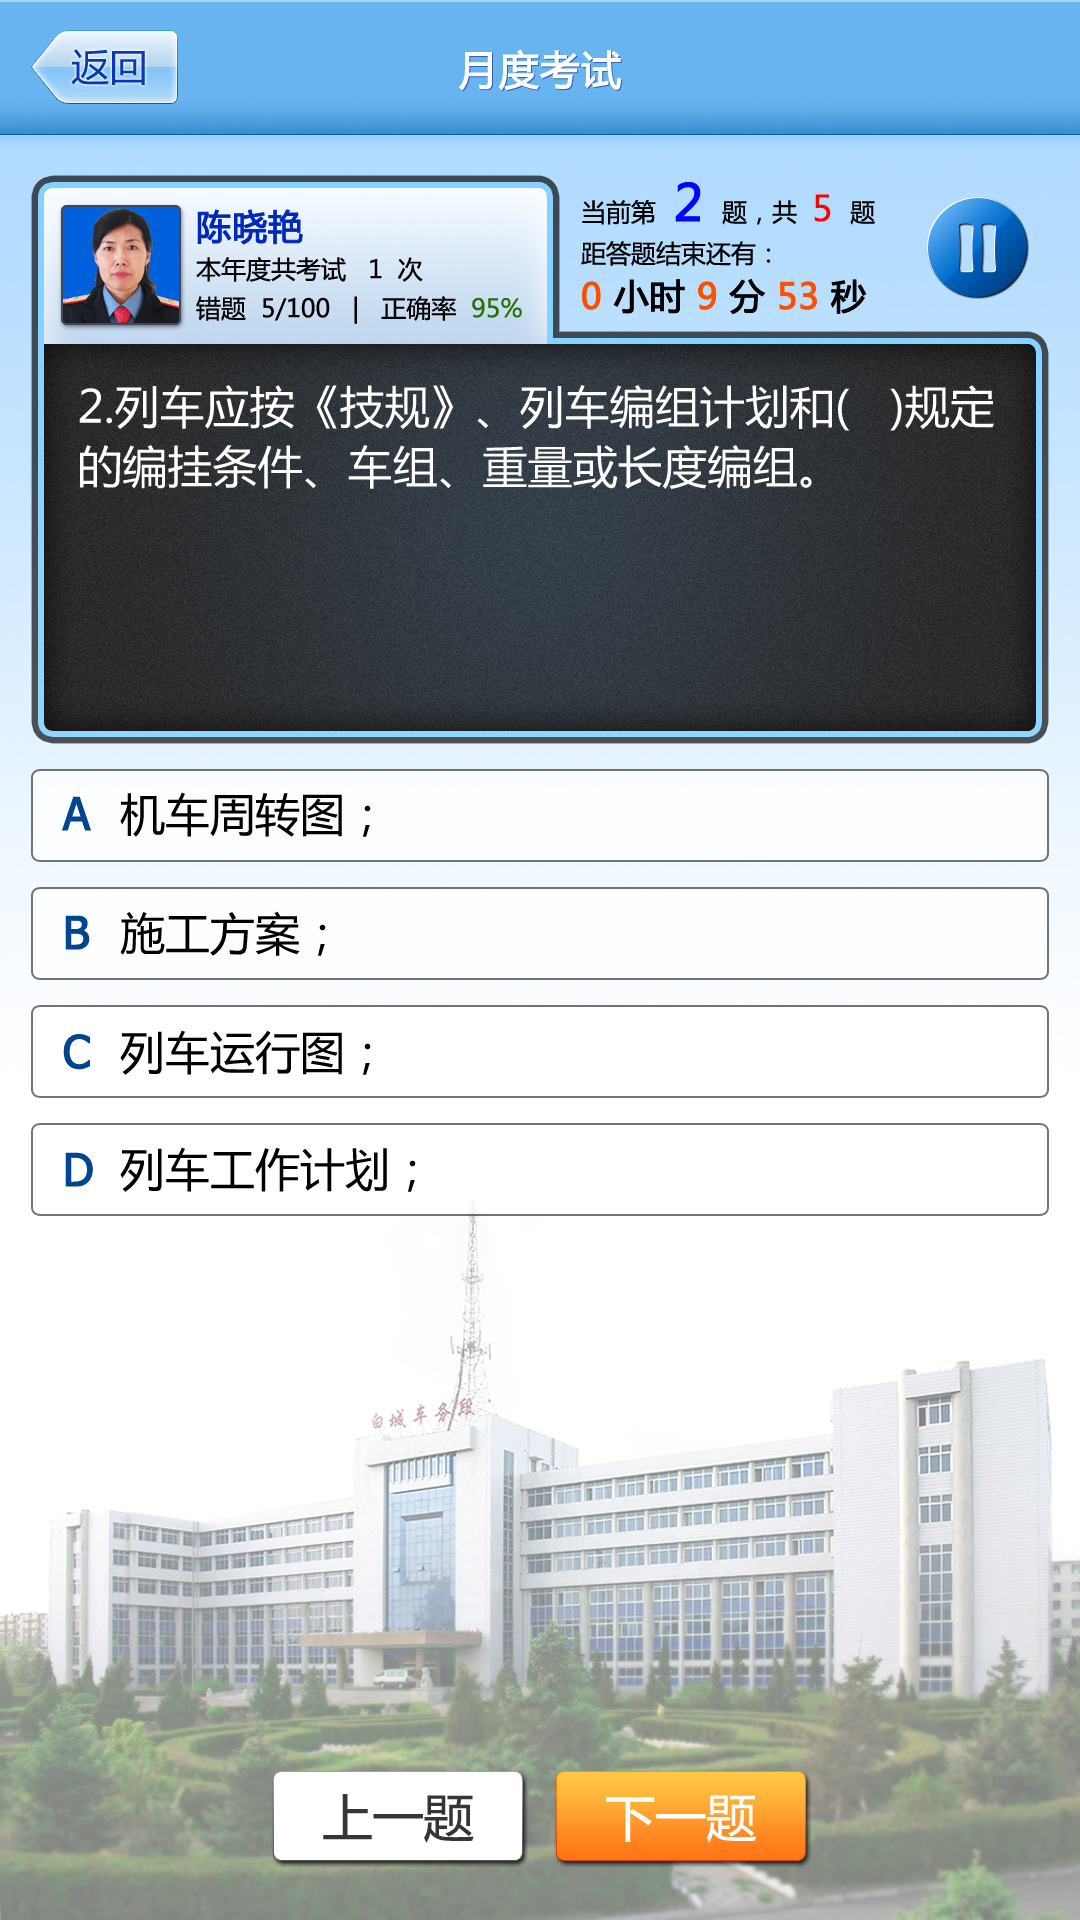 返回
月度考试
陈晓艳
本年度共考试 1 次
错题 5/100 | 正确率 95%
当前第 2 题，共 5 题
距答题结束还有：
0 小时 9 分 53 秒
2.列车应按《技规》、列车编组计划和(   )规定
的编挂条件、车组、重量或长度编组。
A 机车周转图；
B 施工方案；
C 列车运行图；
D 列车工作计划；
白城车务段
上一题
下一题